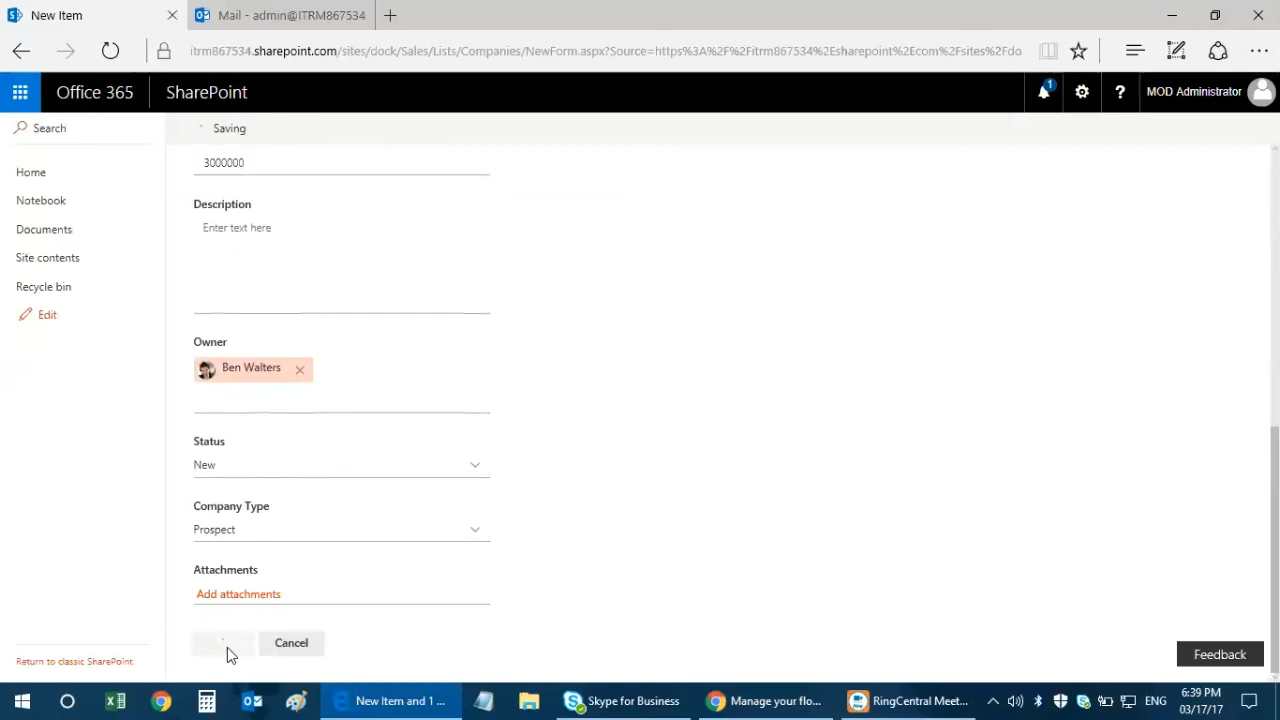 New Item
Mail - admin@ITRM867534
itrm867534.sharepoint.com/sites/dock/Sales/Lists/Companies/NewForm.aspx?Source=https%3A%2F%2Fitrm867534%2Esharepoint%2Ecom%2Fsites%2Fdo
Office 365
SharePoint
1
?
MOD Administrator
Search
Saving
Home
Notebook
Documents
Site contents
Recycle bin
Edit
3000000
Description
Enter text here
Owner
Ben Walters
Status
New
Company Type
Prospect
Attachments
Add attachments
Cancel
Return to classic SharePoint
Feedback
New Item and 1 ...
Skype for Business
Manage your flo...
RingCentral Meet...
ENG
6:39 PM
03/17/17